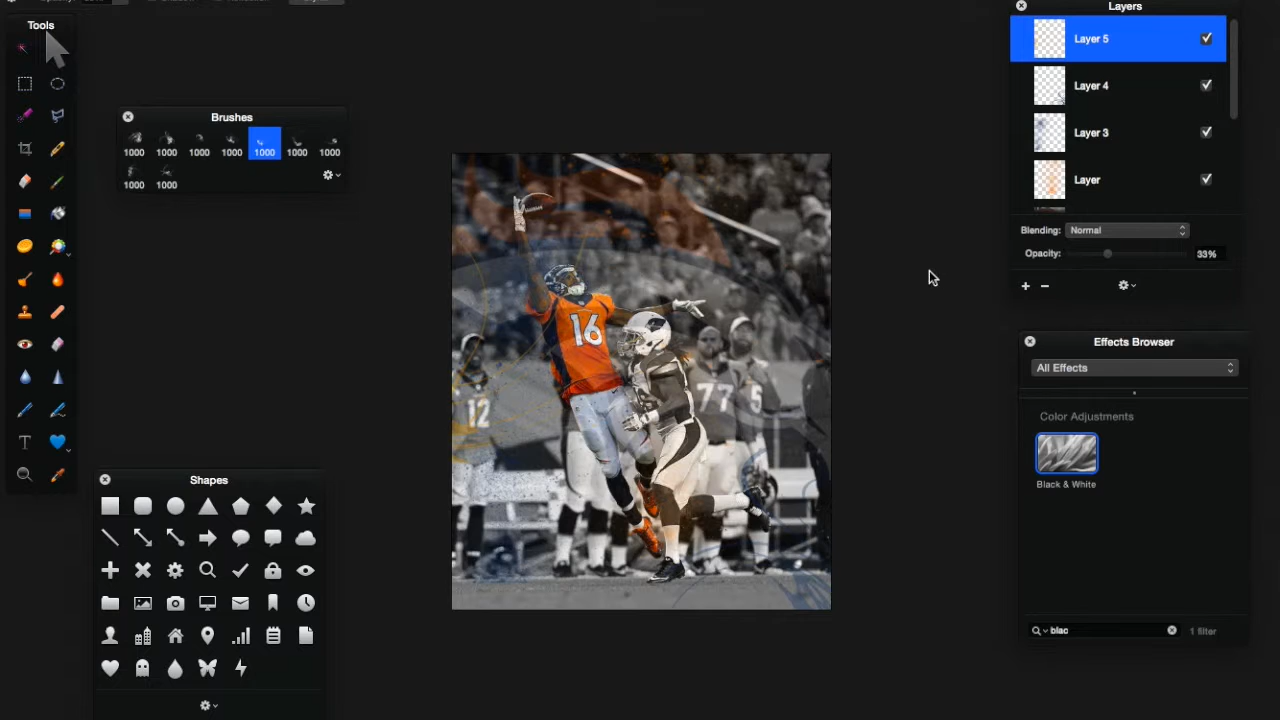 Tools
Brushes
1000 1000 1000 1000 1000 1000 1000
1000 1000
Shapes
16
12
77
5
Layers
Layer 5
Layer 4
Layer 3
Layer
Blending: Normal
Opacity: 33%
Effects Browser
All Effects
Color Adjustments
Black & White
blac
1 filter